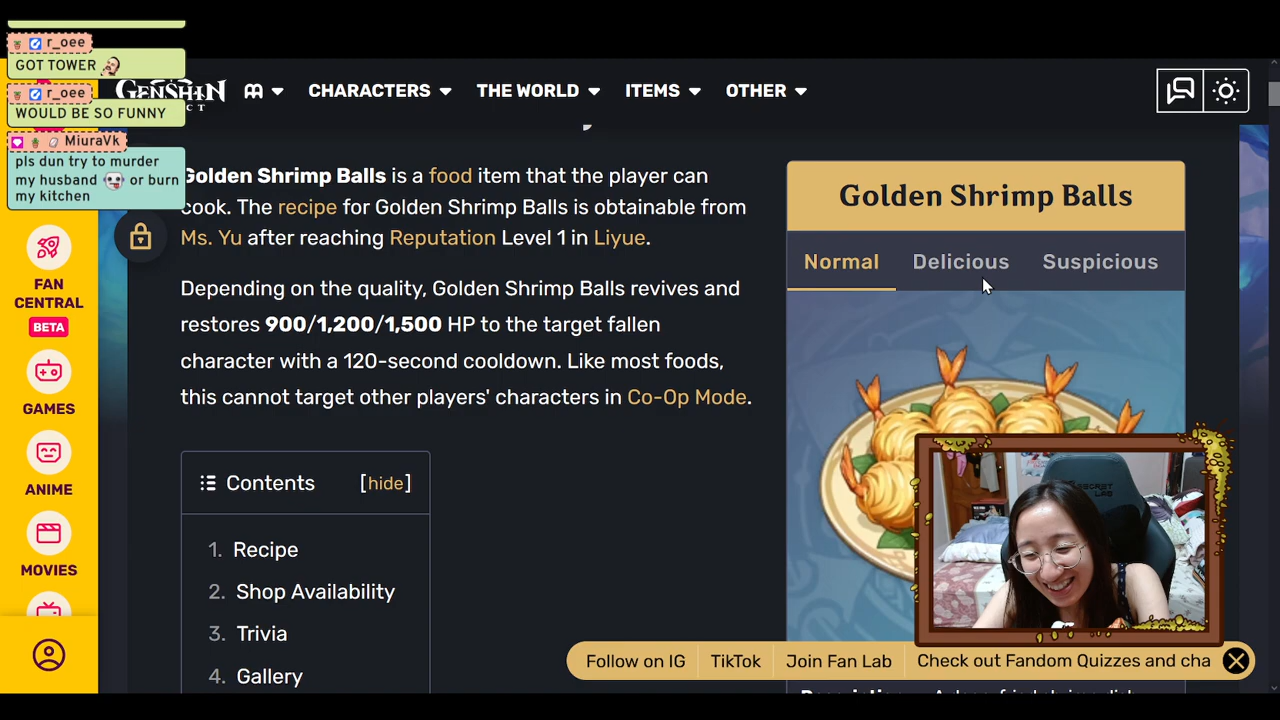 r_oee
GOT TOWER
r_oee
WOULD BE SO FUNNY
MiuraVk
pls dun try to murder
my husband or burn
my kitchen
GENSHIN
CT
CHARACTERS
THE WORLD
ITEMS
OTHER
FAN
CENTRAL
BETA
GAMES
ANIME
MOVIES
Golden Shrimp Balls is a food item that the player can
cook. The recipe for Golden Shrimp Balls is obtainable from
Ms. Yu after reaching Reputation Level 1 in Liyue.
Depending on the quality, Golden Shrimp Balls revives and
restores 900/1,200/1,500 HP to the target fallen
character with a 120-second cooldown. Like most foods,
this cannot target other players' characters in Co-Op Mode.
Contents [hide]
1. Recipe
2. Shop Availability
3. Trivia
4. Gallery
Golden Shrimp Balls
Normal Delicious Suspicious
SECRET
LAB
Follow on IG TikTok Join Fan Lab Check out Fandom Quizzes and cha